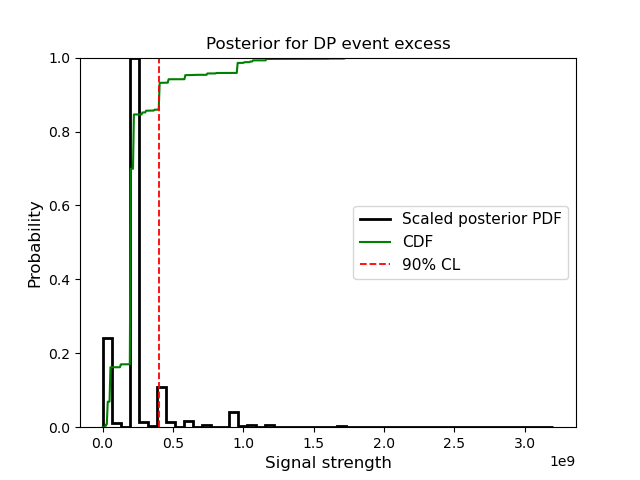 Posterior for DP event excess
Probability
1.0
0.8
0.6
0.4
0.2
0.0
Scaled posterior PDF
CDF
90% CL
0.0 0.5 1.0 1.5 2.0 2.5 3.0
1e9
Signal strength